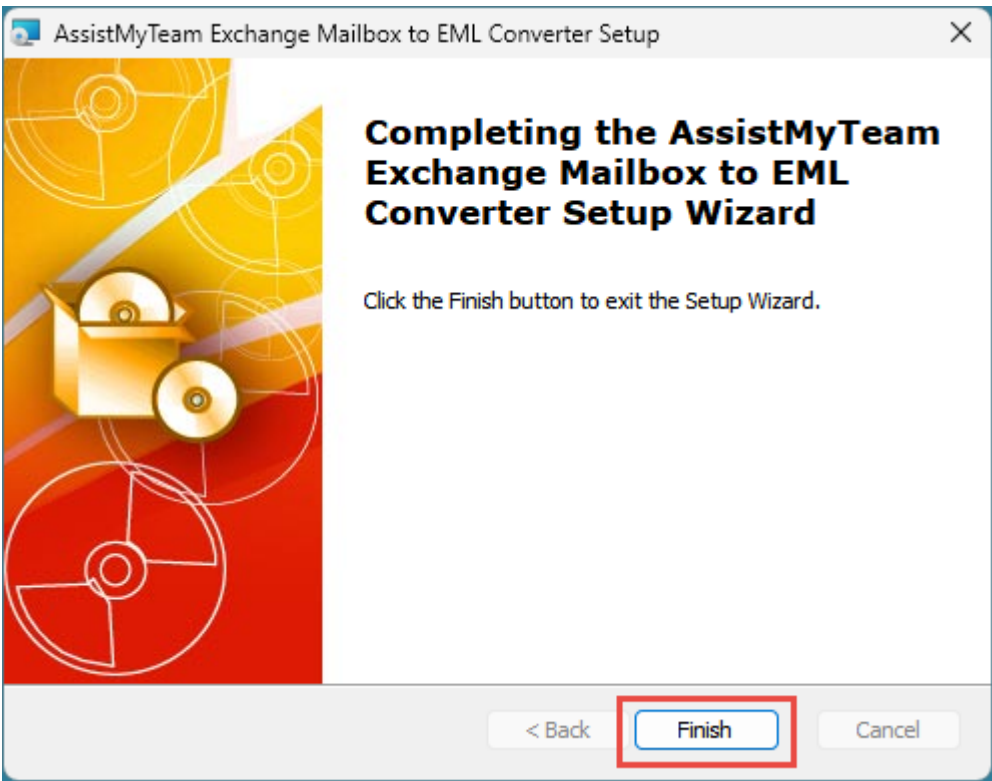 AssistMyTeam Exchange Mailbox to EML Converter Setup
Completing the AssistMyTeam
Exchange Mailbox to EML
Converter Setup Wizard
Click the Finish button to exit the Setup Wizard.
< Back
Finish
Cancel